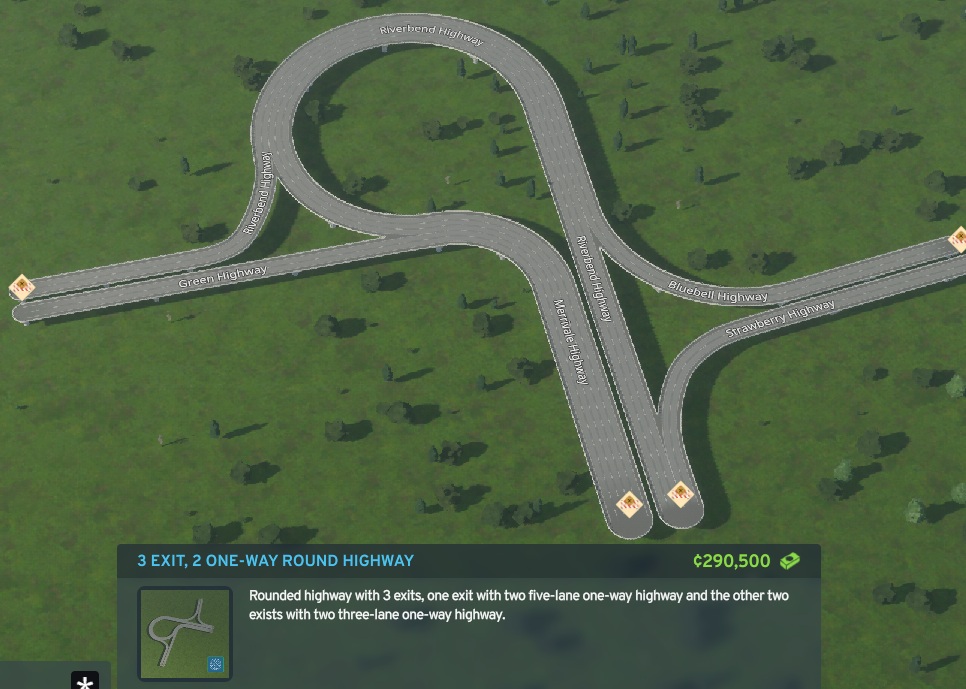 Riverbend Highway
Riverbend Highway
Green Highway
Riverbend Highway
Bluebell Highway
Strawberry Highway
Merrivale Highway
3 EXIT, 2 ONE-WAY ROUND HIGHWAY
¢290,500
Rounded highway with 3 exits, one exit with two five-lane one-way highway and the other two
exists with two three-lane one-way highway.
*